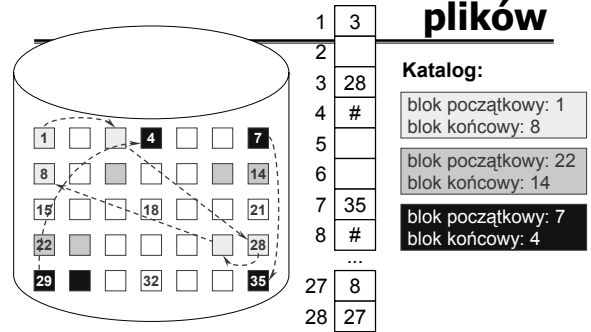 plików
1 3
2
3 28
4 #
5
6
7 35
8 #
...
27 8
28 27
Katalog:
blok początkowy: 1
blok końcowy: 8
blok początkowy: 22
blok końcowy: 14
blok początkowy: 7
blok końcowy: 4
1 4 7
8 14
15 18 21
22 28
29 32 35